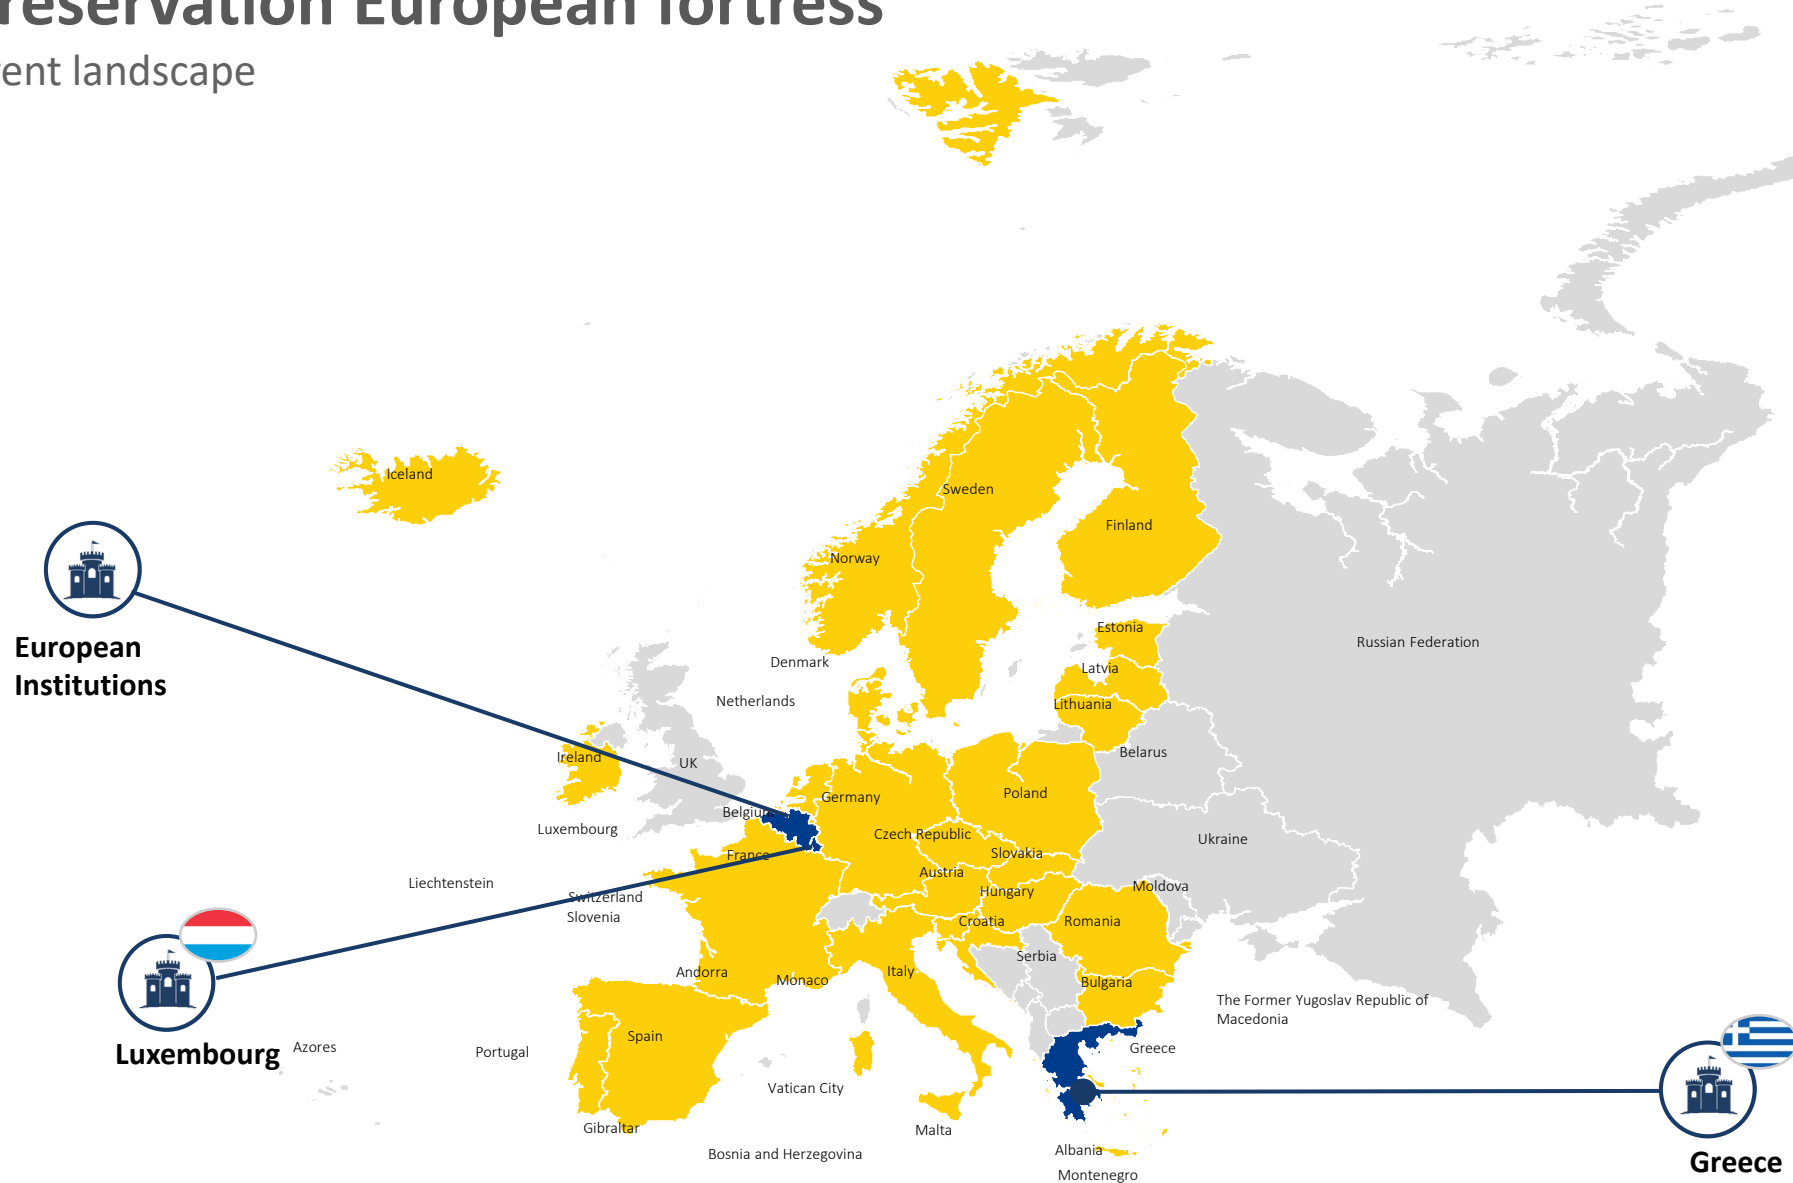 reservation European fortress
ent landscape
Iceland
Sweden
Finland
Norway
European
Institutions
Estonia
Russian Federation
Denmark
Latvia
Netherlands
Lithuania
Ireland
UK
Belarus
Germany
Poland
Belgium
Luxembourg
Czech Republic
Ukraine
France
Slovakia
Austria
Liechtenstein
Moldova
Hungary
Switzerland
Slovenia
Croatia
Romania
Serbia
Andorra
Monaco
Italy
Bulgaria
The Former Yugoslav Republic of
Macedonia
Spain
Luxembourg
Azores
Portugal
Greece
Vatican City
Gibraltar
Malta
Bosnia and Herzegovina
Albania
Greece
Montenegro